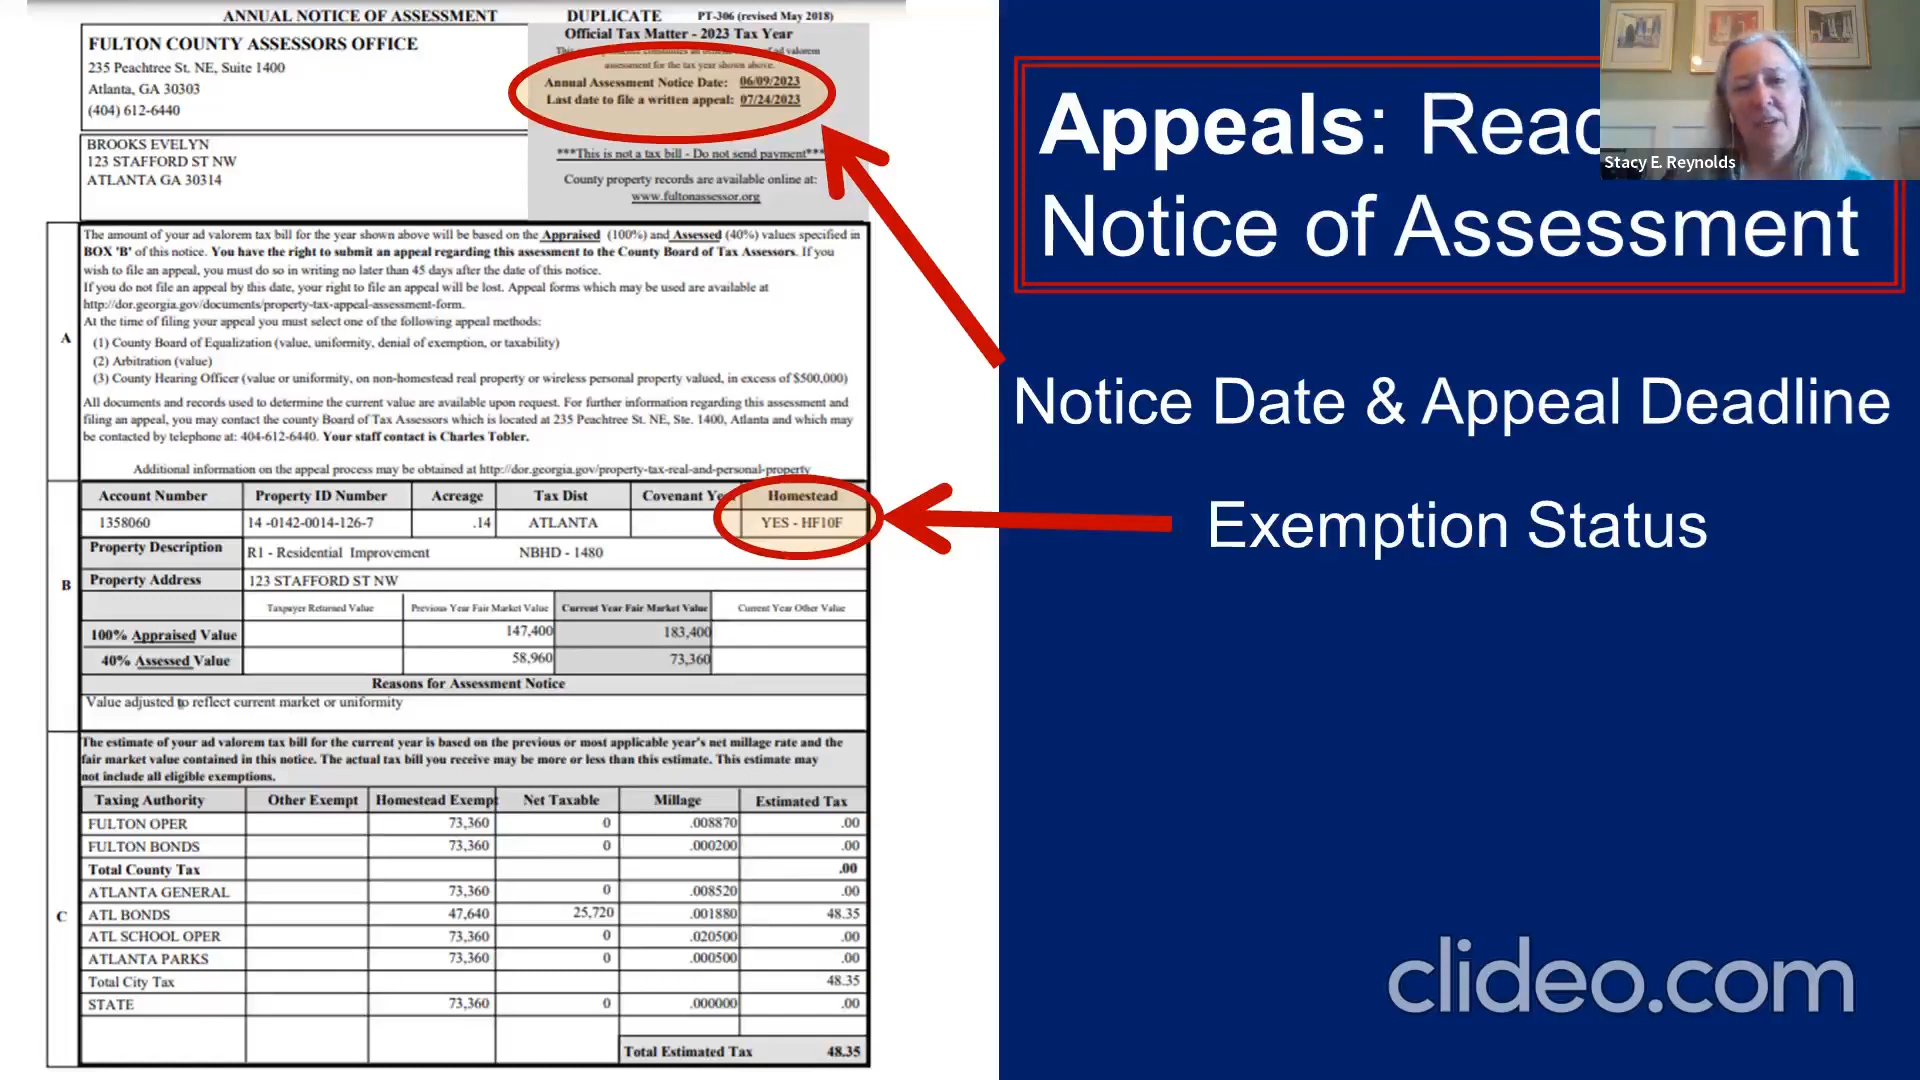 ANNUAL NOTICE OF ASSESSMENT
DUPLICATE PT-306 (revised May 2018)
Official Tax Matter - 2023 Tax Year
ad valorem
assessment for the tax year shown above.
Annual Assessment Notice Date: 06/09/2023
Last date to file a written appeal: 07/24/2023
***This is not a tax bill - Do not send payment***
County property records are available online at:
www.fultonassessor.org
FULTON COUNTY ASSESSORS OFFICE
235 Peachtree St. NE, Suite 1400
Atlanta, GA 30303
(404) 612-6440
BROOKS EVELYN
123 STAFFORD ST NW
ATLANTA GA 30314
A
The amount of your ad valorem tax bill for the year shown above will be based on the Appraised (100%) and Assessed (40%) values specified in
BOX 'B' of this notice. You have the right to submit an appeal regarding this assessment to the County Board of Tax Assessors. If you
wish to file an appeal, you must do so in writing no later than 45 days after the date of this notice.
If you do not file an appeal by this date, your right to file an appeal will be lost. Appeal forms which may be used are available at
http://dor.georgia.gov/documents/property-tax-appeal-assessment-form.
At the time of filing your appeal you must select one of the following appeal methods:
(1) County Board of Equalization (value, uniformity, denial of exemption, or taxability)
(2) Arbitration (value)
(3) County Hearing Officer (value or uniformity, on non-homestead real property or wireless personal property valued, in excess of $500,000)
All documents and records used to determine the current value are available upon request. For further information regarding this assessment and
filing an appeal, you may contact the county Board of Tax Assessors which is located at 235 Peachtree St. NE, Ste. 1400, Atlanta and which may
be contacted by telephone at: 404-612-6440. Your staff contact is Charles Tobler.
Additional information on the appeal process may be obtained at http://dor.georgia.gov/property-tax-real-and-personal-property
B
Account Number Property ID Number Acreage Tax Dist Covenant Homestead
1358060 14 -0142-0014-126-7 .14 ATLANTA YES - HF10F
Property Description R1 - Residential Improvement NBHD - 1480
Property Address 123 STAFFORD ST NW
Taxpayer Returned Value Previous Year Fair Market Value Current Year Fair Market Value Current Year Other Value
100% Appraised Value 147,400 183,400
40% Assessed Value 58,960 73,360
Reasons for Assessment Notice
Value adjusted to reflect current market or uniformity
C
The estimate of your ad valorem tax bill for the current year is based on the previous or most applicable year's net millage rate and the
fair market value contained in this notice. The actual tax bill you receive may be more or less than this estimate. This estimate may
not include all eligible exemptions.
Taxing Authority Other Exempt Homestead Exempt Net Taxable Millage Estimated Tax
FULTON OPER 73,360 0 .008870 .00
FULTON BONDS 73,360 0 .000200 .00
Total County Tax .00
ATLANTA GENERAL 73,360 0 .008520 .00
ATL BONDS 47,640 25,720 .001880 48.35
ATL SCHOOL OPER 73,360 0 .020500 .00
ATLANTA PARKS 73,360 0 .000500 .00
Total City Tax 48.35
STATE 73,360 0 .000000 .00
Total Estimated Tax 48.35
Appeals: Read
Notice of Assessment
Notice Date & Appeal Deadline
Exemption Status
Stacy E. Reynolds
clideo.com